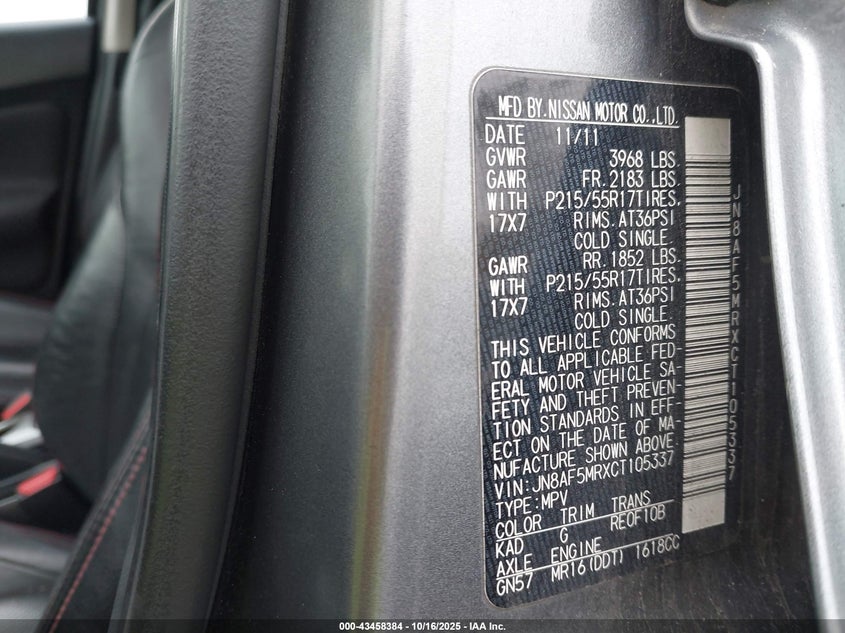 MFD BY.NISSAN MOTOR CO.,LTD.
DATE 11/11
GVWR 3968 LBS.
GAWR FR.2183 LBS.
WITH P215/55R17TIRES.
17X7 RIMS.AT36PSI
COLD SINGLE.
GAWR RR.1852 LBS.
WITH P215/55R17TIRES.
17X7 RIMS.AT36PSI
COLD SINGLE.
THIS VEHICLE CONFORMS
TO ALL APPLICABLE FED-
ERAL MOTOR VEHICLE SA-
FETY AND THEFT PREVEN-
TION STANDARDS IN EFF-
ECT ON THE DATE OF MA-
NUFACTURE SHOWN ABOVE.
VIN:JN8AF5MRXCT105337
TYPE:MPV
COLOR TRIM TRANS
KAD G RE0F10B
AXLE ENGINE
GN57 MR16(DDT) 1618CC
JN8AF5MRXCT105337
000-43458384 | 10/16/2025 - IAA Inc.